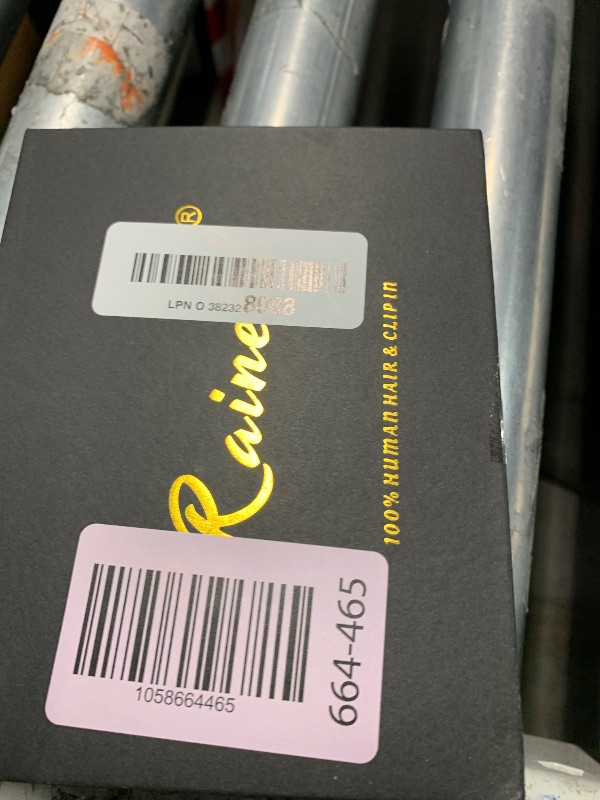 ®
LPN O 38232
Raine
100% HUMAN HAIR & CLIP IN
1058664465
664-465